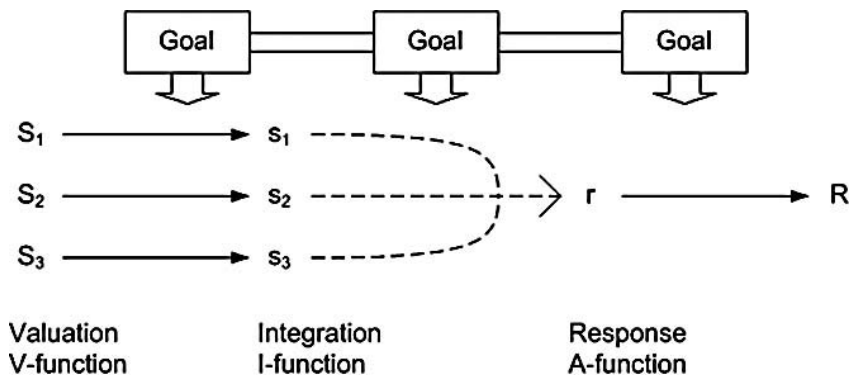 Goal Goal Goal
S₁ s₁
S₂ s₂ r R
S₃ s₃
Valuation Integration Response
V-function I-function A-function